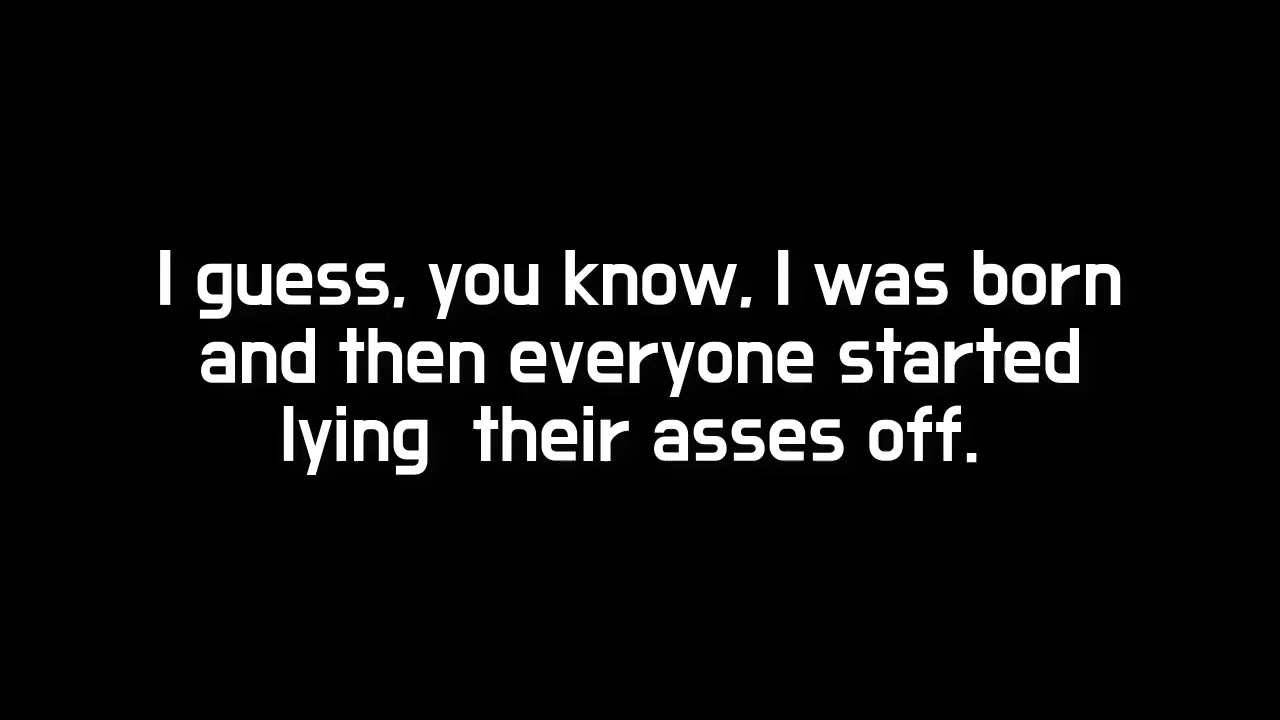 I guess, you know, I was born
and then everyone started
lying  their asses off.